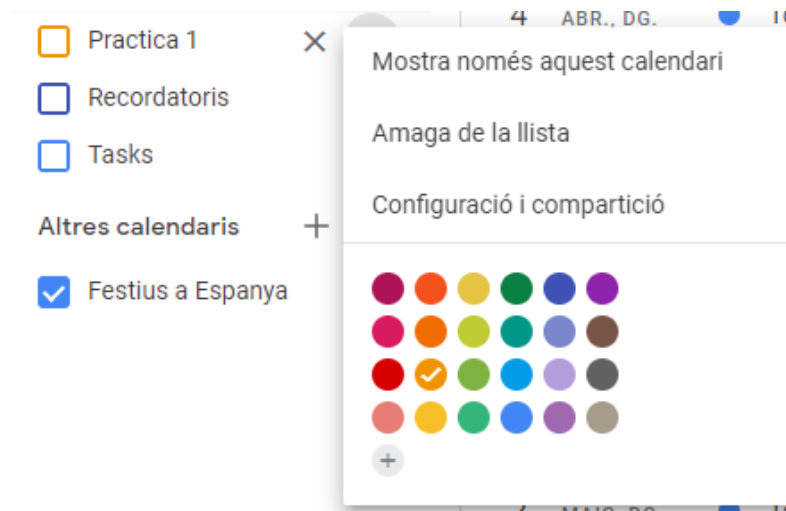 4 ABR., DG.
Practica 1
Mostra només aquest calendari
Recordatoris
Amaga de la llista
Tasks
Configuració i compartició
Altres calendaris
Festius a Espanya